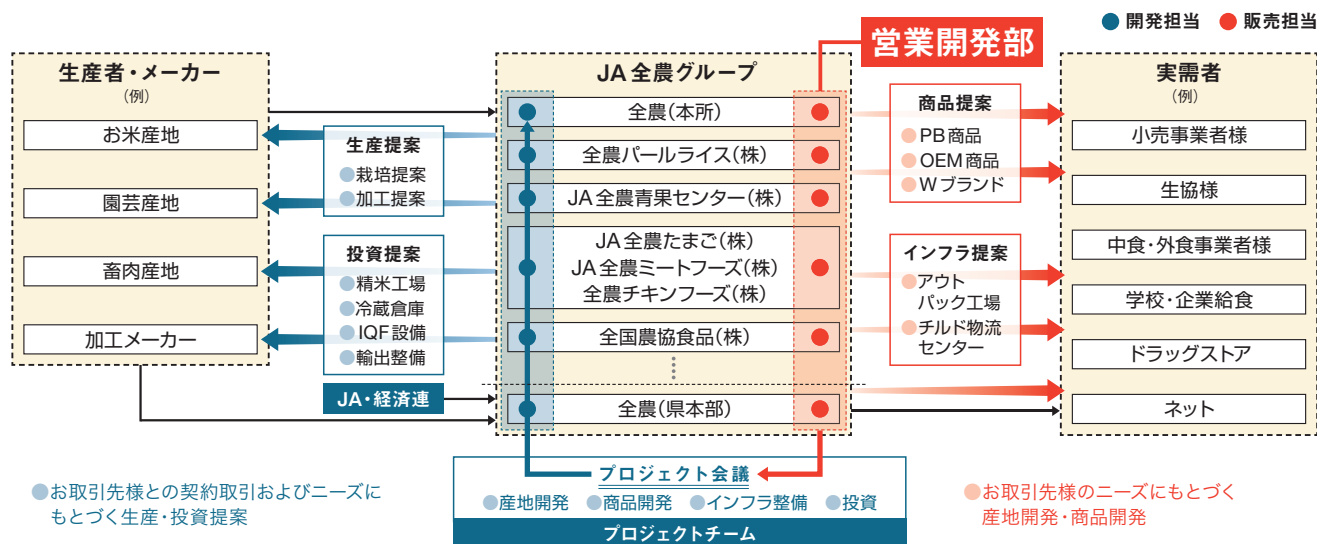 ●開発担当 ●販売担当
営業開発部
生産者・メーカー
(例)
お米産地
園芸産地
畜肉産地
加工メーカー
生産提案
●栽培提案
●加工提案
投資提案
●精米工場
●冷蔵倉庫
●IQF設備
●輸出整備
JA・経済連
JA全農グループ
全農(本所)
全農パールライス(株)
JA全農青果センター(株)
JA全農たまご(株)
JA全農ミートフーズ(株)
全農チキンフーズ(株)
全国農協食品(株)
全農(県本部)
商品提案
●PB商品
●OEM商品
●Wブランド
インフラ提案
●アウト
パック工場
●チルド物流
センター
実需者
(例)
小売事業者様
生協様
中食・外食事業者様
学校・企業給食
ドラッグストア
ネット
プロジェクト会議
●産地開発 ●商品開発 ●インフラ整備 ●投資
プロジェクトチーム
●お取引先様との契約取引およびニーズに
もとづく生産・投資提案
●お取引先様のニーズにもとづく
産地開発・商品開発